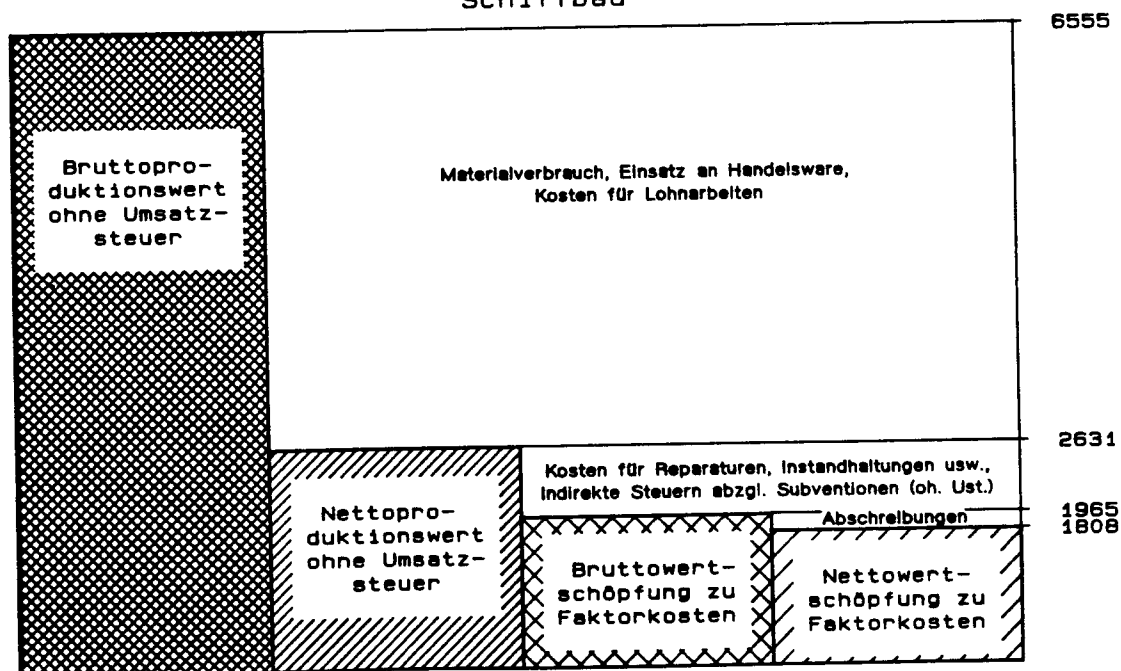 Schiffbau
6555
Bruttopro-
duktionswert
ohne Umsatz-
steuer
Materialverbrauch, Einsatz an Handelsware,
Kosten für Lohnarbeiten
2631
Kosten für Reparaturen, Instandhaltungen usw.,
indirekte Steuern abzgl. Subventionen (oh. Ust.)
1965
Abschreibungen
1808
Nettopro-
duktionswert
ohne Umsatz-
steuer
Bruttowert-
schöpfung zu
Faktorkosten
Nettowert-
schöpfung zu
Faktorkosten